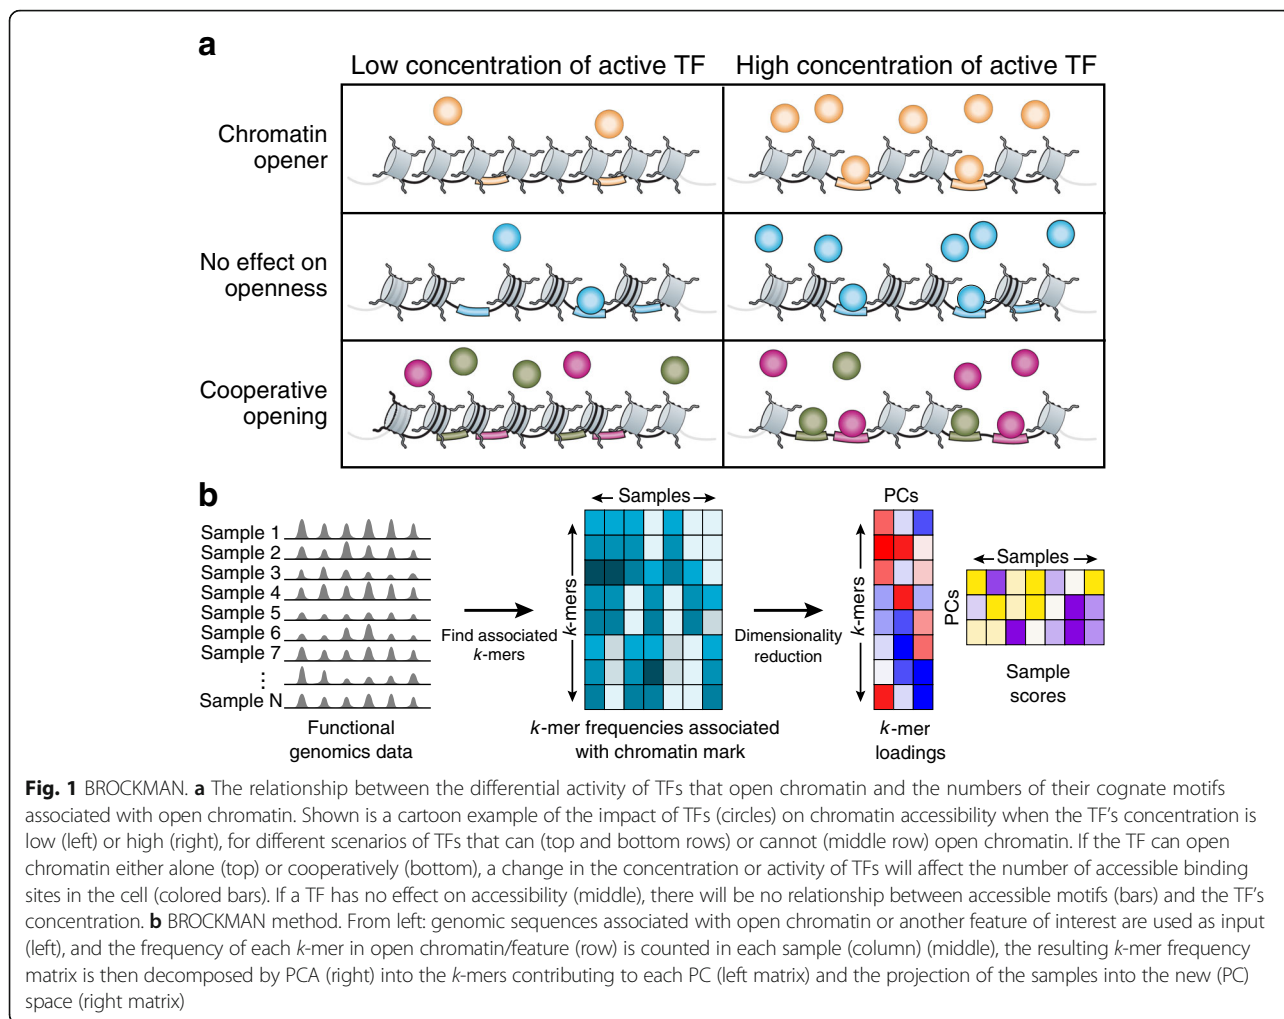 a
Low concentration of active TF
High concentration of active TF
Chromatin
opener
No effect on
openness
Cooperative
opening
b
Sample 1
Sample 2
Sample 3
Sample 4
Sample 5
Sample 6
Sample 7
⋮
Sample N
Functional
genomics data
Find associated
k-mers
Samples
k-mers
k-mer frequencies associated
with chromatin mark
Dimensionality
reduction
PCs
k-mers
k-mer
loadings
Samples
PCs
Sample
scores
Fig. 1 BROCKMAN. a The relationship between the differential activity of TFs that open chromatin and the numbers of their cognate motifs
associated with open chromatin. Shown is a cartoon example of the impact of TFs (circles) on chromatin accessibility when the TF's concentration is
low (left) or high (right), for different scenarios of TFs that can (top and bottom rows) or cannot (middle row) open chromatin. If the TF can open
chromatin either alone (top) or cooperatively (bottom), a change in the concentration or activity of TFs will affect the number of accessible binding
sites in the cell (colored bars). If a TF has no effect on accessibility (middle), there will be no relationship between accessible motifs (bars) and the TF's
concentration. b BROCKMAN method. From left: genomic sequences associated with open chromatin or another feature of interest are used as input
(left), and the frequency of each k-mer in open chromatin/feature (row) is counted in each sample (column) (middle), the resulting k-mer frequency
matrix is then decomposed by PCA (right) into the k-mers contributing to each PC (left matrix) and the projection of the samples into the new (PC)
space (right matrix)